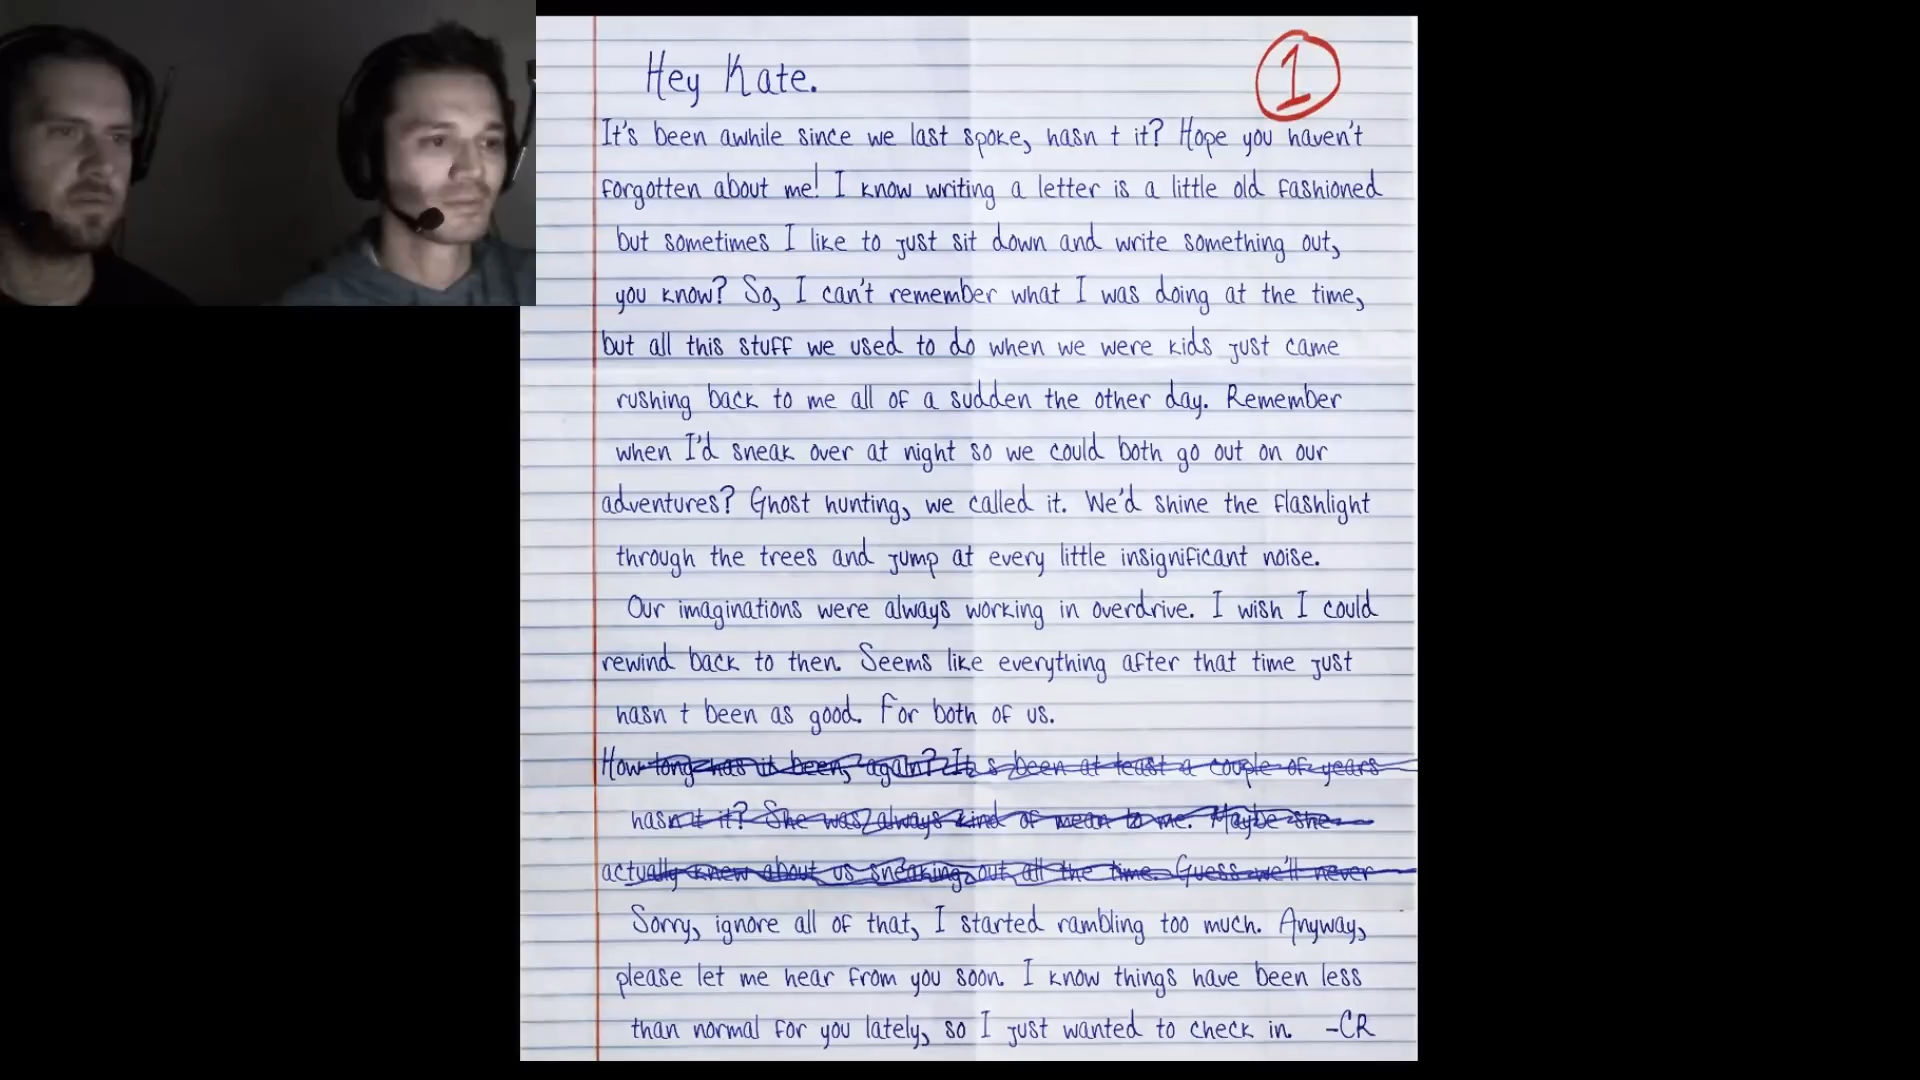 Hey Kate.
1
It's been awhile since we last spoke, hasn t it? Hope you haven't
forgotten about me! I know writing a letter is a little old fashioned
but sometimes I like to just sit down and write something out,
you know? So, I can't remember what I was doing at the time,
but all this stuff we used to do when we were kids just came
rushing back to me all of a sudden the other day. Remember
when I'd sneak over at night so we could both go out on our
adventures? Ghost hunting, we called it. We'd shine the flashlight
through the trees and jump at every little insignificant noise.
Our imaginations were always working in overdrive. I wish I could
rewind back to then. Seems like everything after that time just
hasn t been as good. For both of us.
How long has it been, again? It s been at least a couple of years
hasn t it? She was always kind of mean to me. Maybe she
actually knew about us sneaking out all the time. Guess we'll never
Sorry, ignore all of that, I started rambling too much. Anyway,
please let me hear from you soon. I know things have been less
than normal for you lately, so I just wanted to check in. -CR